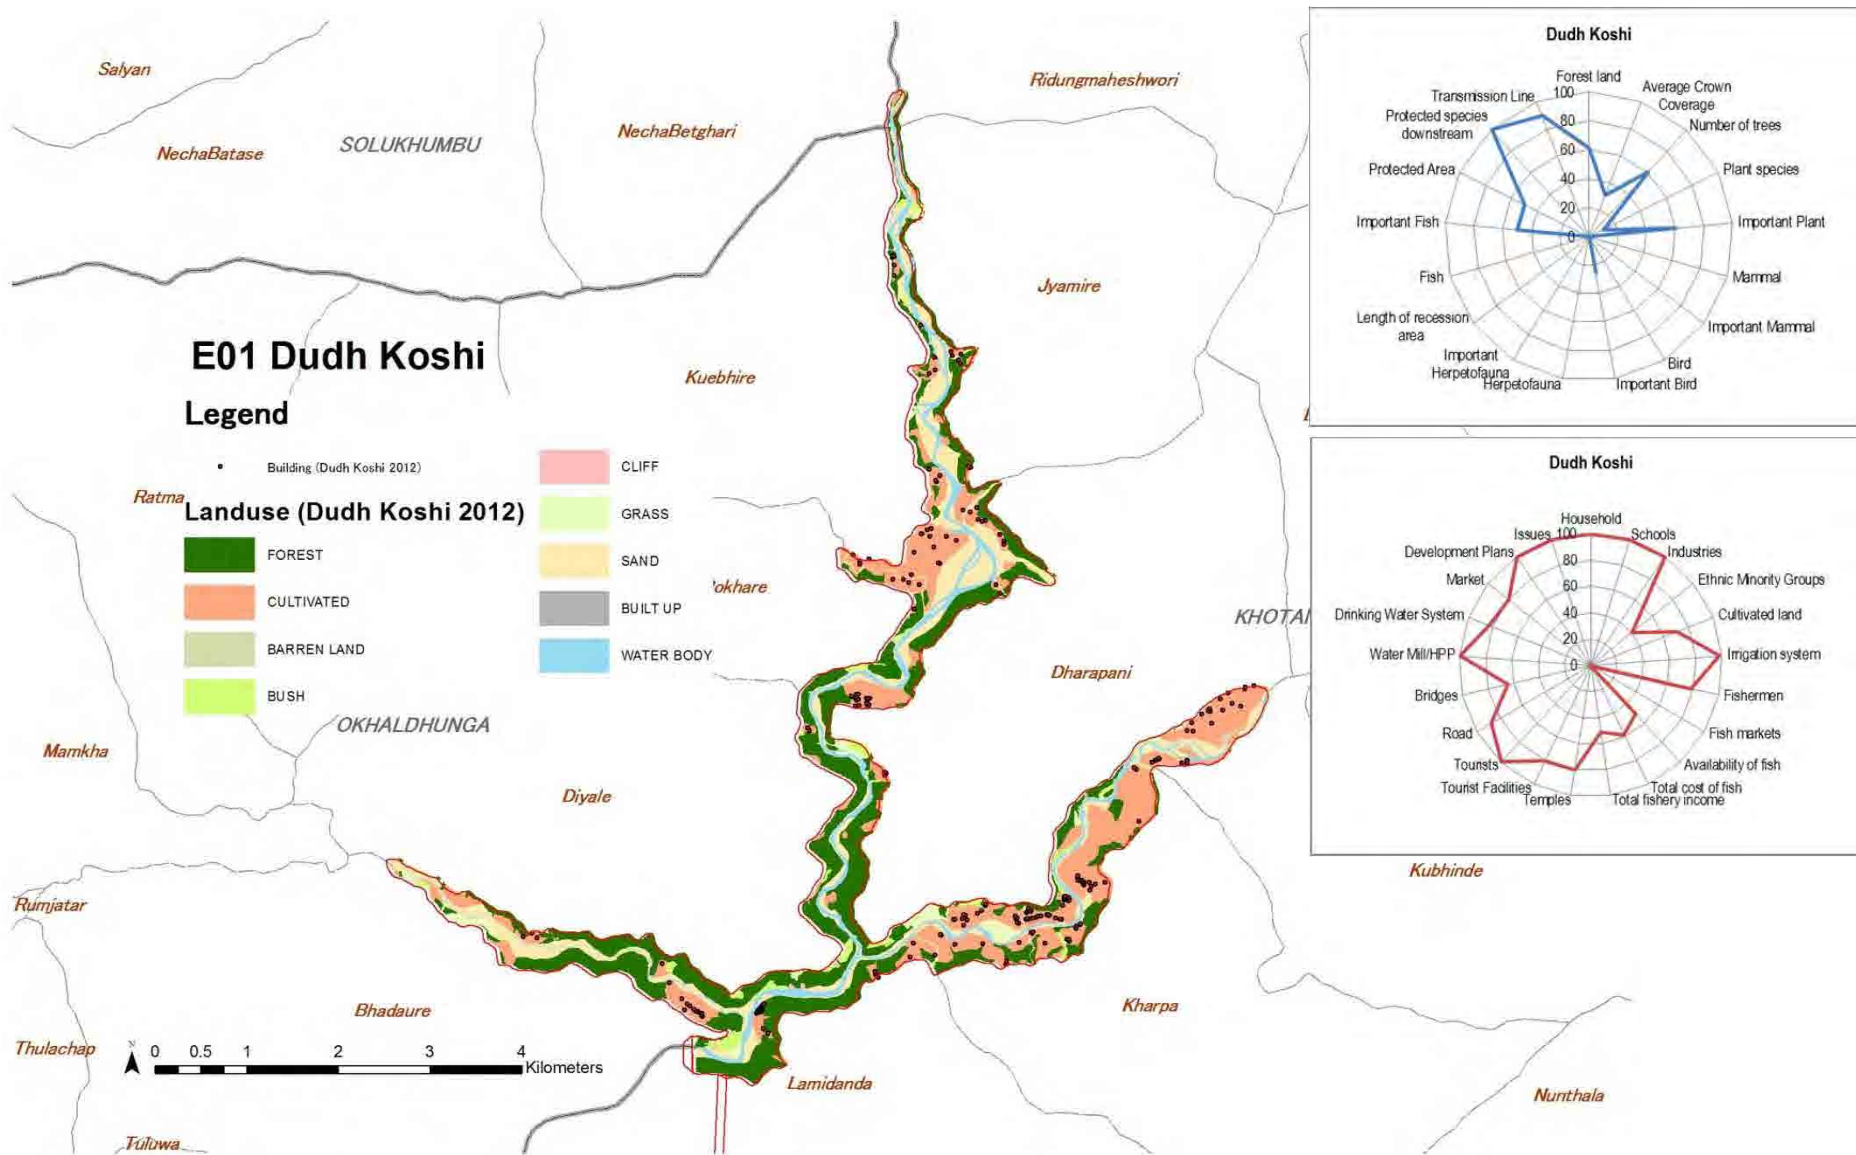 Salyan
NechaBatase
SOLUKHUMBU
NechaBetghari
Ridungmaheshwori
Jyamire
Kuebhire
E01 Dudh Koshi
Legend
Building (Dudh Koshi 2012)
Ratma
Landuse (Dudh Koshi 2012)
FOREST
CULTIVATED
BARREN LAND
BUSH
CLIFF
GRASS
SAND
BUILT UP
WATER BODY
okhare
KHOTA
Dharapani
OKHALDHUNGA
Mamkha
Diyale
Rumjatar
Bhadaure
Thulachap
Kharpa
Kubhinde
Lamidanda
Nunthala
Tuluwa
N
0 0.5 1 2 3 4
Kilometers
Dudh Koshi
Forest land
Average Crown
Coverage
Number of trees
Plant species
Important Plant
Mammal
Important Mammal
Bird
Important Bird
Herpetofauna
Important
Herpetofauna
Length of recession
area
Fish
Important Fish
Protected Area
Protected species
downstream
Transmission Line
100
80
60
40
20
0
Dudh Koshi
Household
Schools
Industries
Ethnic Minority Groups
Cultivated land
Irrigation system
Fishermen
Fish markets
Availability of fish
Total cost of fish
Total fishery income
Temples
Tourist Facilities
Tourists
Road
Bridges
Water Mill/HPP
Drinking Water System
Market
Development Plans
Issues
100
80
60
40
20
0